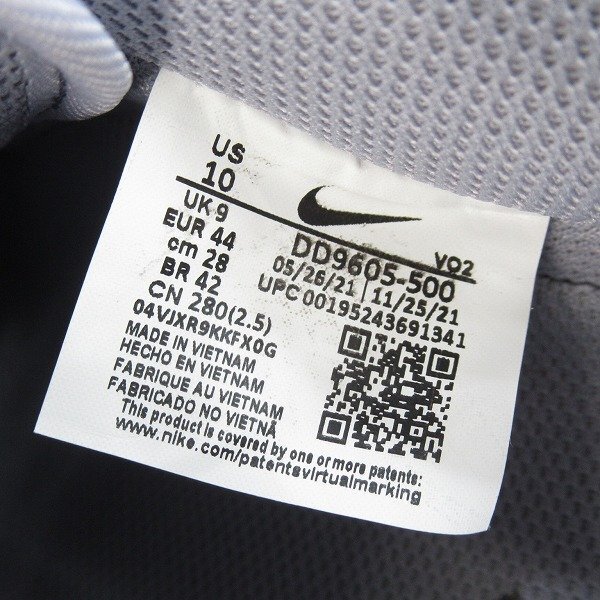 US
10
UK 9
EUR 44
cm 28
BR 42
CN 280(2.5)
04VJXR9KKFX0G
VO2
DD9605-500
05/26/21 | 11/25/21
UPC 00195243691341
MADE IN VIETNAM
HECHO EN VIETNAM
FABRIQUE AU VIETNAM
FABRICADO NO VIETNÃ
This product is covered by one or more patents:
www.nike.com/patentsvirtualmarking